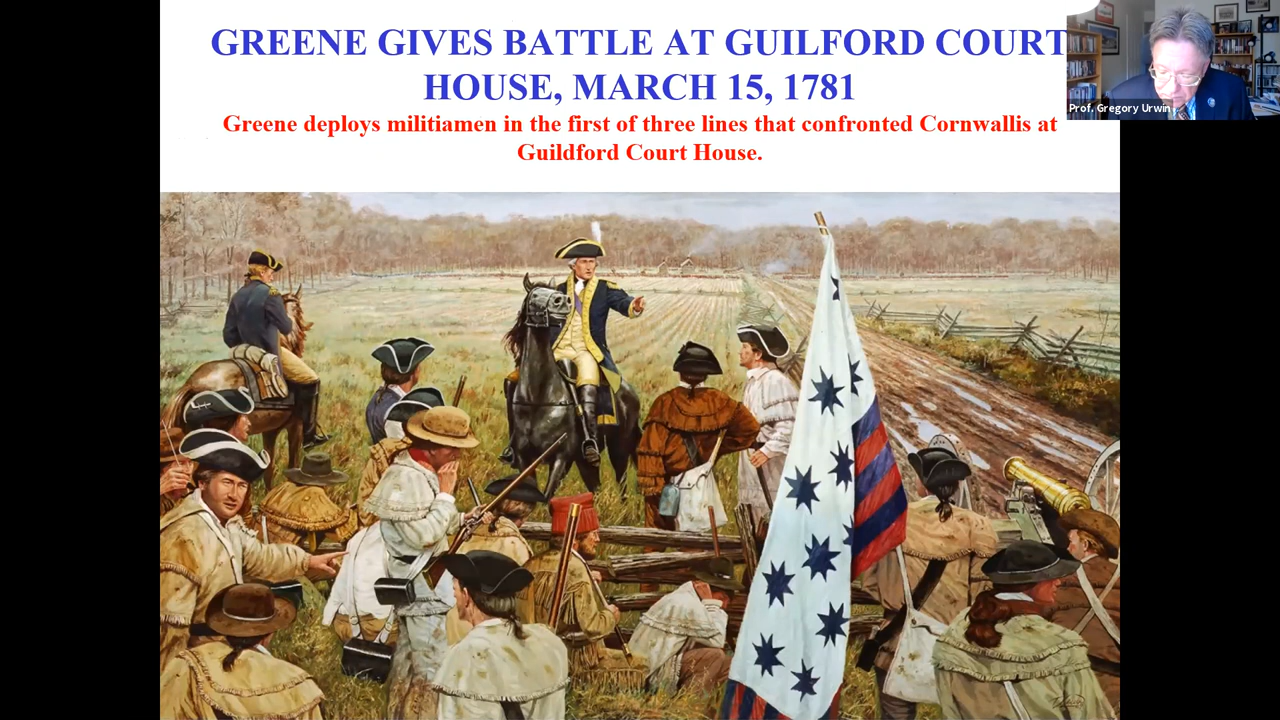 GREENE GIVES BATTLE AT GUILFORD COURT
HOUSE, MARCH 15, 1781
Greene deploys militiamen in the first of three lines that confronted Cornwallis at
Guildford Court House.
Prof. Gregory Urwin